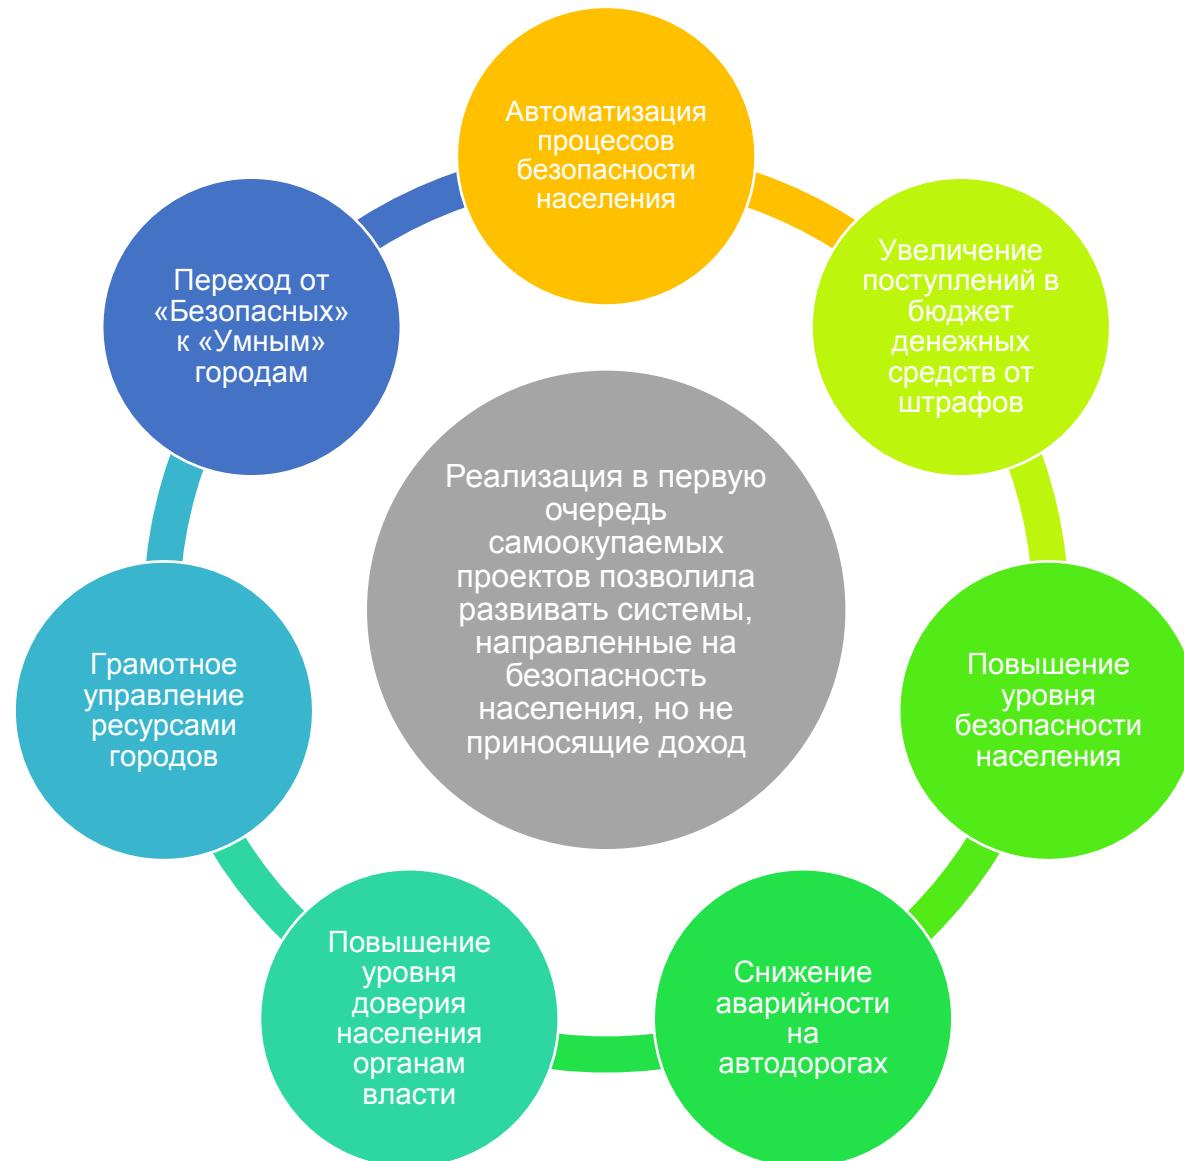 Автоматизация
процессов
безопасности
населения
Увеличение
поступлений в
бюджет
денежных
средств от
штрафов
Повышение
уровня
безопасности
населения
Снижение
аварийности
на
автодорогах
Повышение
уровня
доверия
населения
органам
власти
Грамотное
управление
ресурсами
городов
Переход от
«Безопасных»
к «Умным»
городам
Реализация в первую
очередь
самоокупаемых
проектов позволила
развивать системы,
направленные на
безопасность
населения, но не
приносящие доход